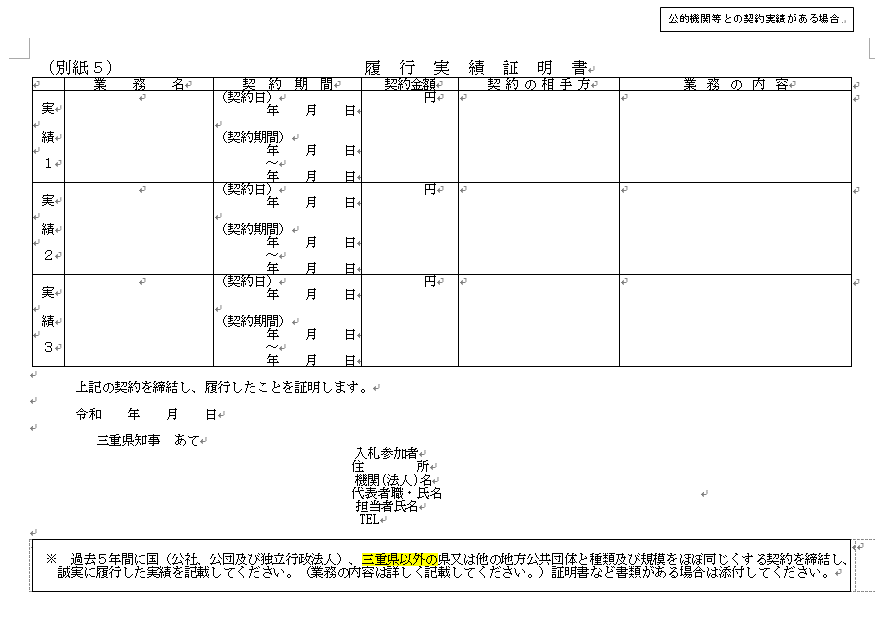 公的機関等との契約実績がある場合
（別紙５） 履行実績証明書
業務名 契約期間 契約金額 契約の相手方 業務の内容
実績１
（契約日）
年 月 日
（契約期間）
年 月 日
～
年 月 日
円
実績２
（契約日）
年 月 日
（契約期間）
年 月 日
～
年 月 日
円
実績３
（契約日）
年 月 日
（契約期間）
年 月 日
～
年 月 日
円
上記の契約を締結し、履行したことを証明します。
令和 年 月 日
三重県知事 あて
入札参加者
住 所
機関(法人)名
代表者職・氏名
担当者氏名
TEL
※ 過去５年間に国（公社、公団及び独立行政法人）、三重県以外の県又は他の地方公共団体と種類及び規模をほぼ同じくする契約を締結し、
誠実に履行した実績を記載してください。（業務の内容は詳しく記載してください。）証明書など書類がある場合は添付してください。